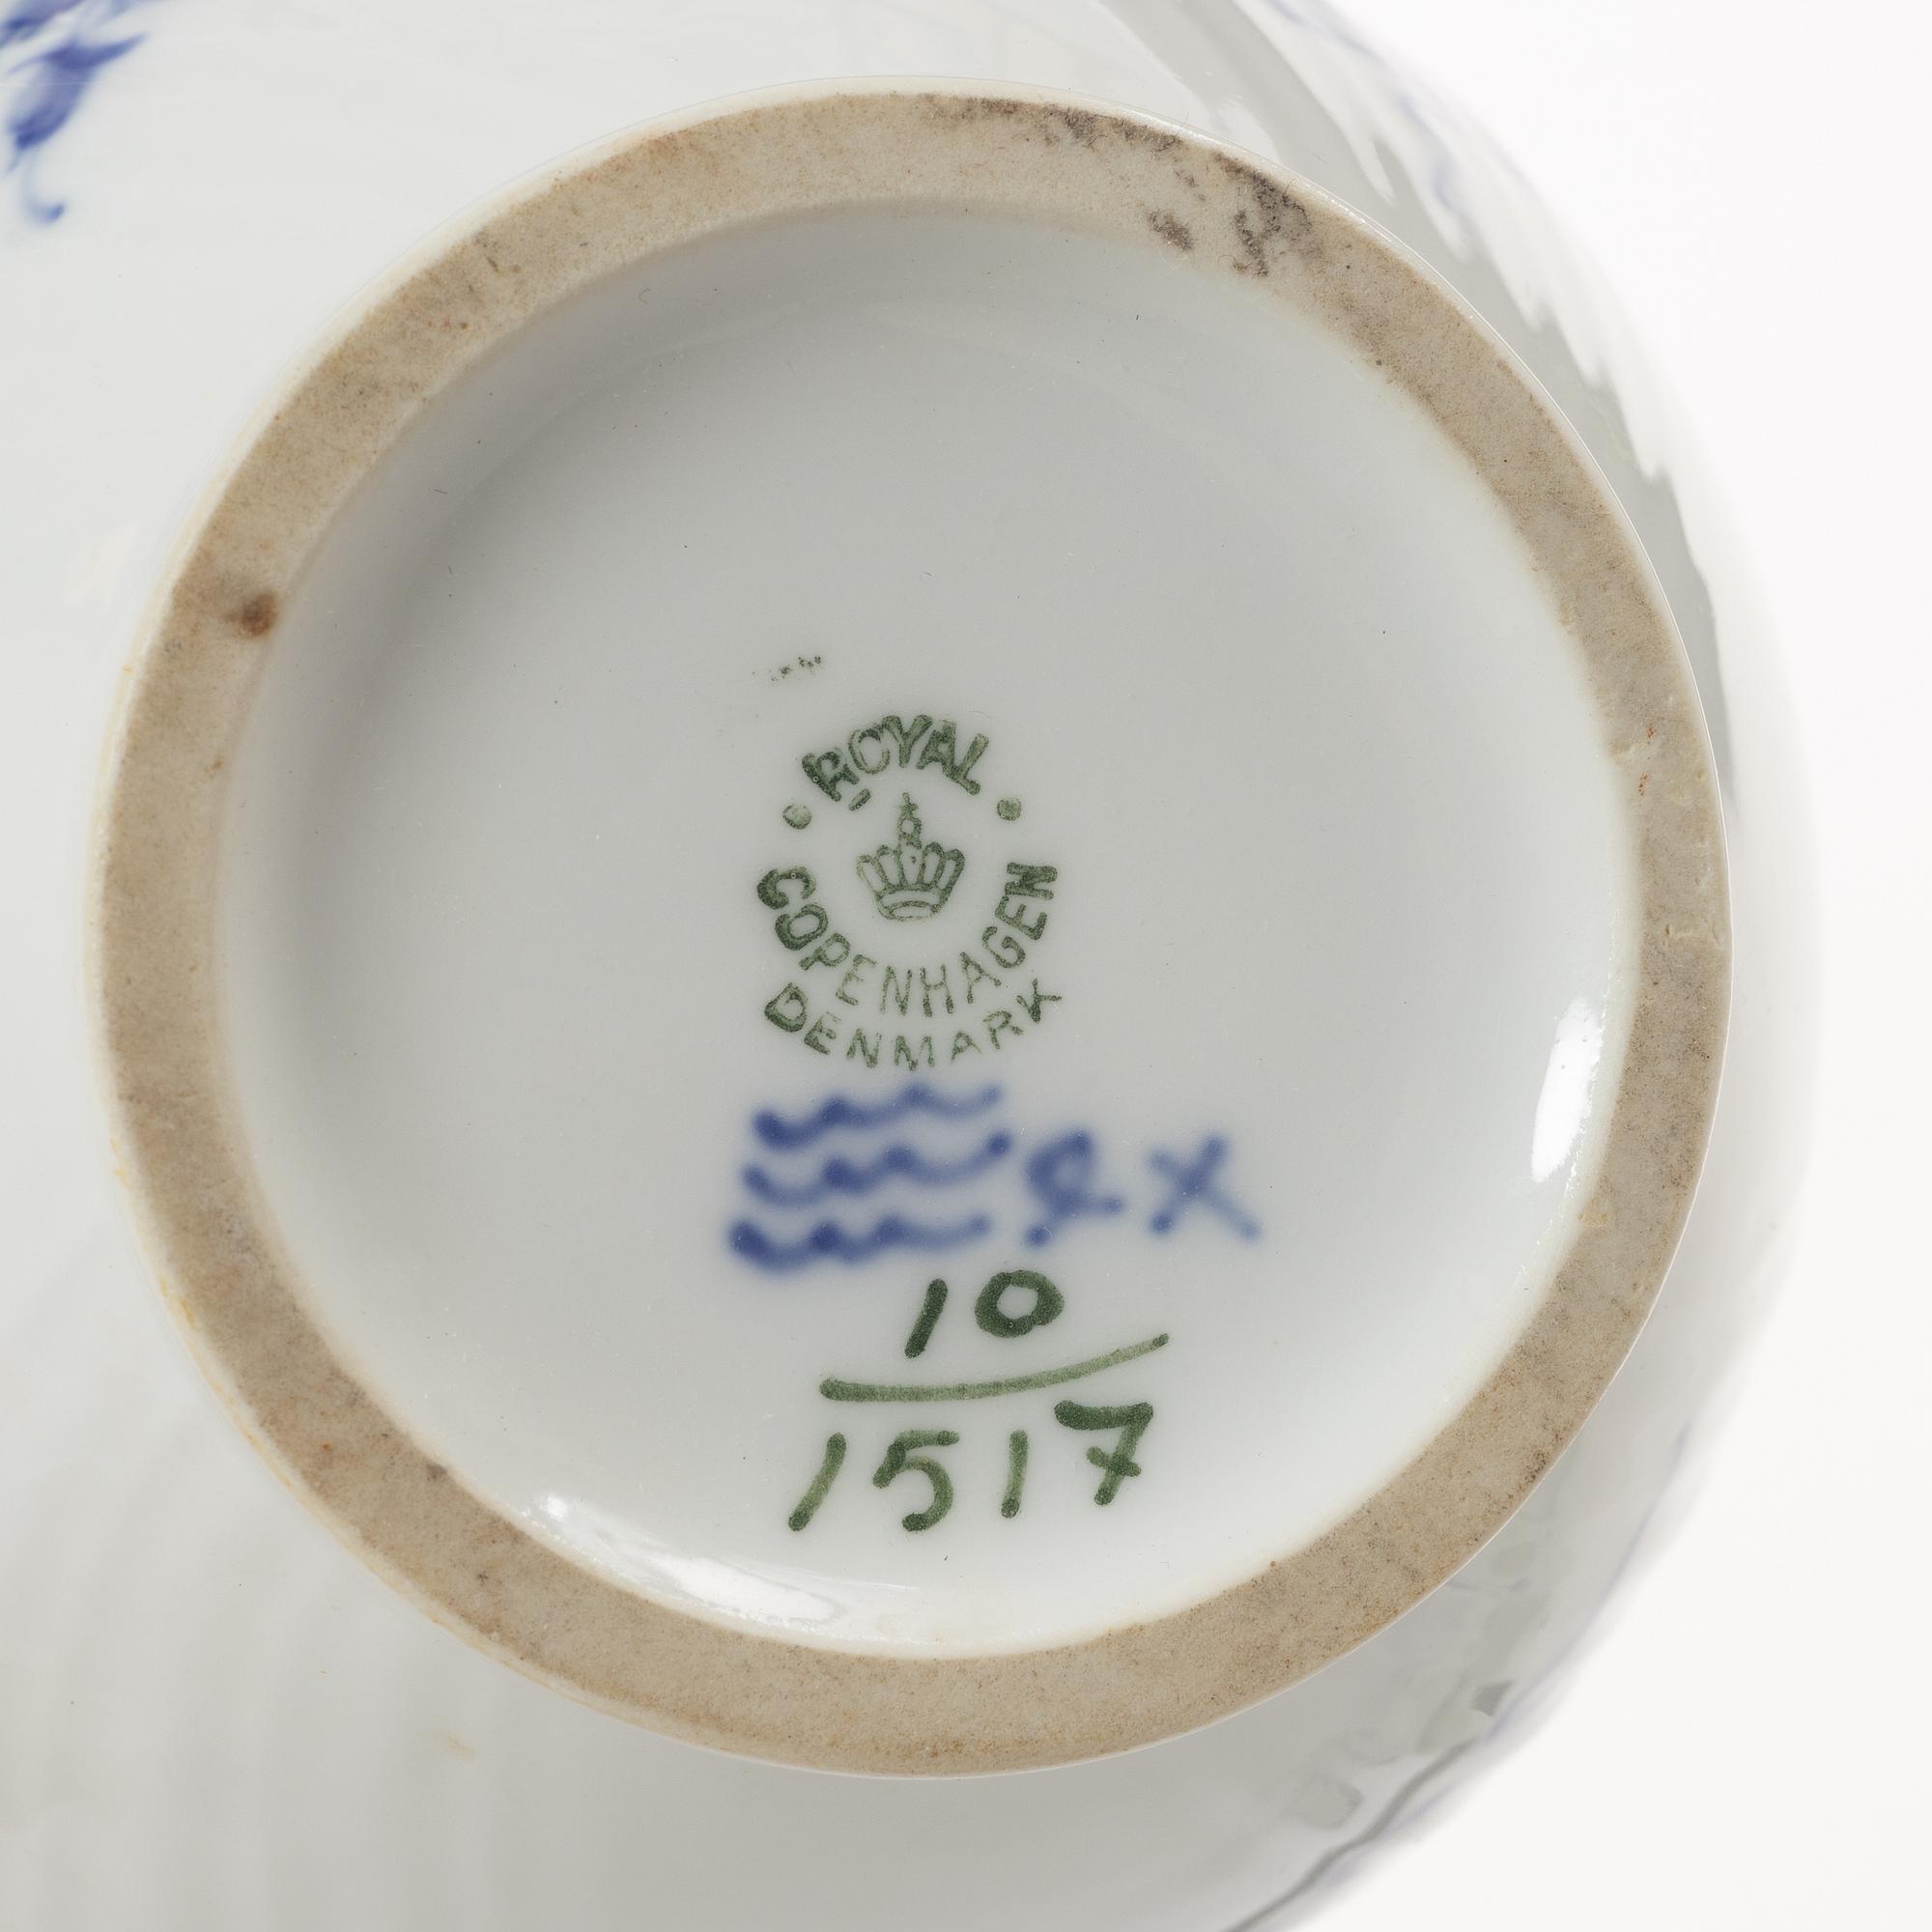 ROYAL
COPENHAGEN
DENMARK
10
1517